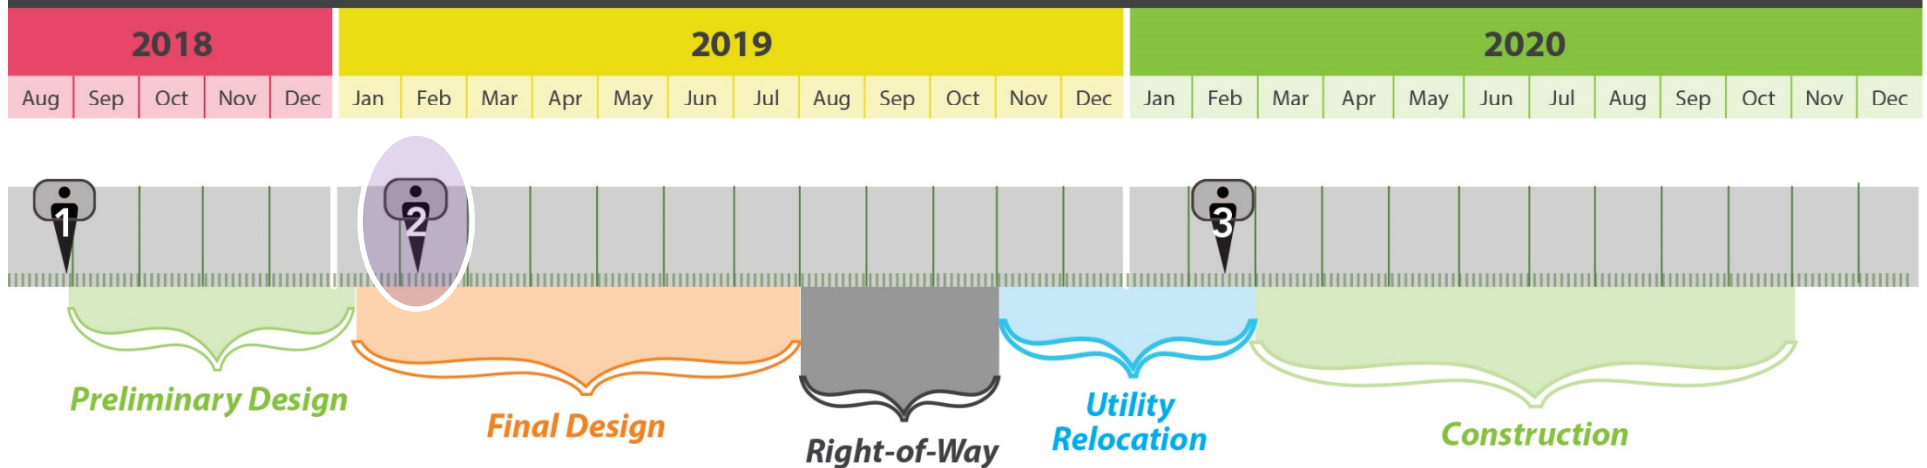 2018 2019 2020
Aug Sep Oct Nov Dec Jan Feb Mar Apr May Jun Jul Aug Sep Oct Nov Dec Jan Feb Mar Apr May Jun Jul Aug Sep Oct Nov Dec
1 2 3
Preliminary Design
Final Design
Right-of-Way
Utility
Relocation
Construction